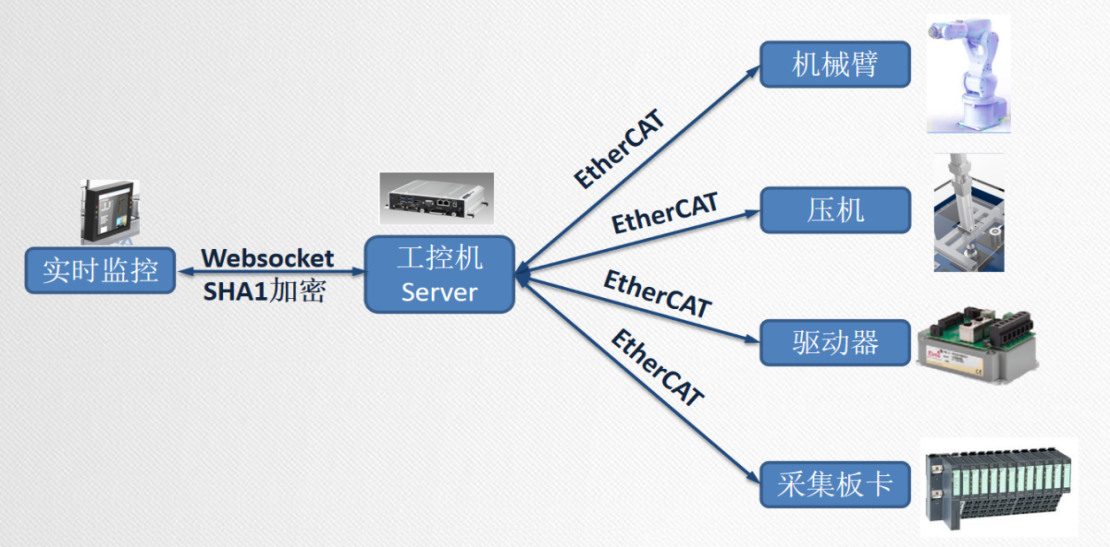 机械臂
EtherCAT
EtherCAT
压机
Websocket
SHA1加密
实时监控
工控机
Server
EtherCAT
驱动器
EtherCAT
采集板卡